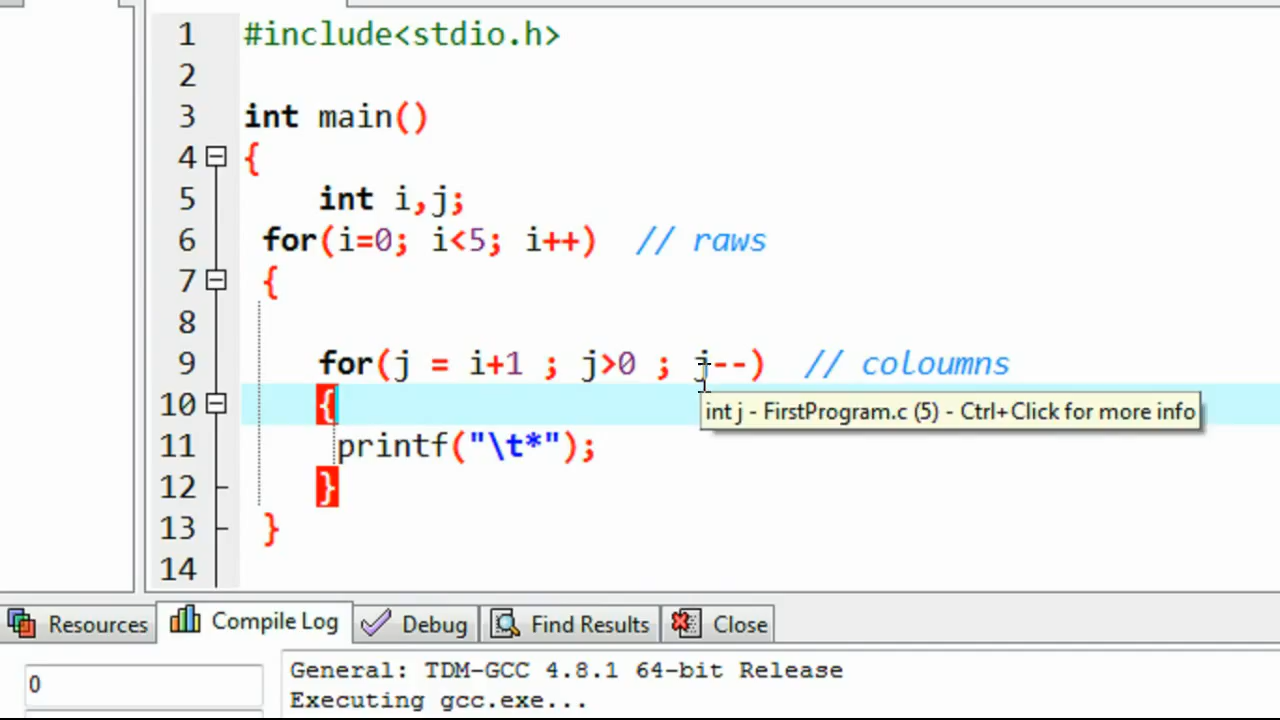 1 #include<stdio.h>
2
3 int main()
4 {
5 int i,j;
6 for(i=0; i<5; i++) // raws
7 {
8
9 for(j = i+1 ; j>0 ; j--) // coloumns
10 {
int j - FirstProgram.c (5) - Ctrl+Click for more info
11 printf("\t*");
12 }
13 }
14
Resources Compile Log Debug Find Results Close
0
General: TDM-GCC 4.8.1 64-bit Release
Executing gcc.exe...